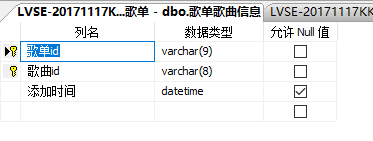 LVSE-20171117K...歌单 - dbo.歌单歌曲信息 LVSE-20171117KK
列名 数据类型 允许 Null 值
歌单id varchar(9)
歌曲id varchar(8)
添加时间 datetime